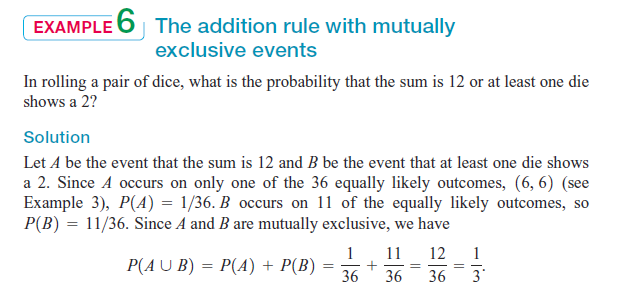 EXAMPLE 6 The addition rule with mutually
exclusive events
In rolling a pair of dice, what is the probability that the sum is 12 or at least one die
shows a 2?
Solution
Let A be the event that the sum is 12 and B be the event that at least one die shows
a 2. Since A occurs on only one of the 36 equally likely outcomes, (6, 6) (see
Example 3), P(A) = 1/36. B occurs on 11 of the equally likely outcomes, so
P(B) = 11/36. Since A and B are mutually exclusive, we have
P(A ∪ B) = P(A) + P(B) = 1/36 + 11/36 = 12/36 = 1/3.